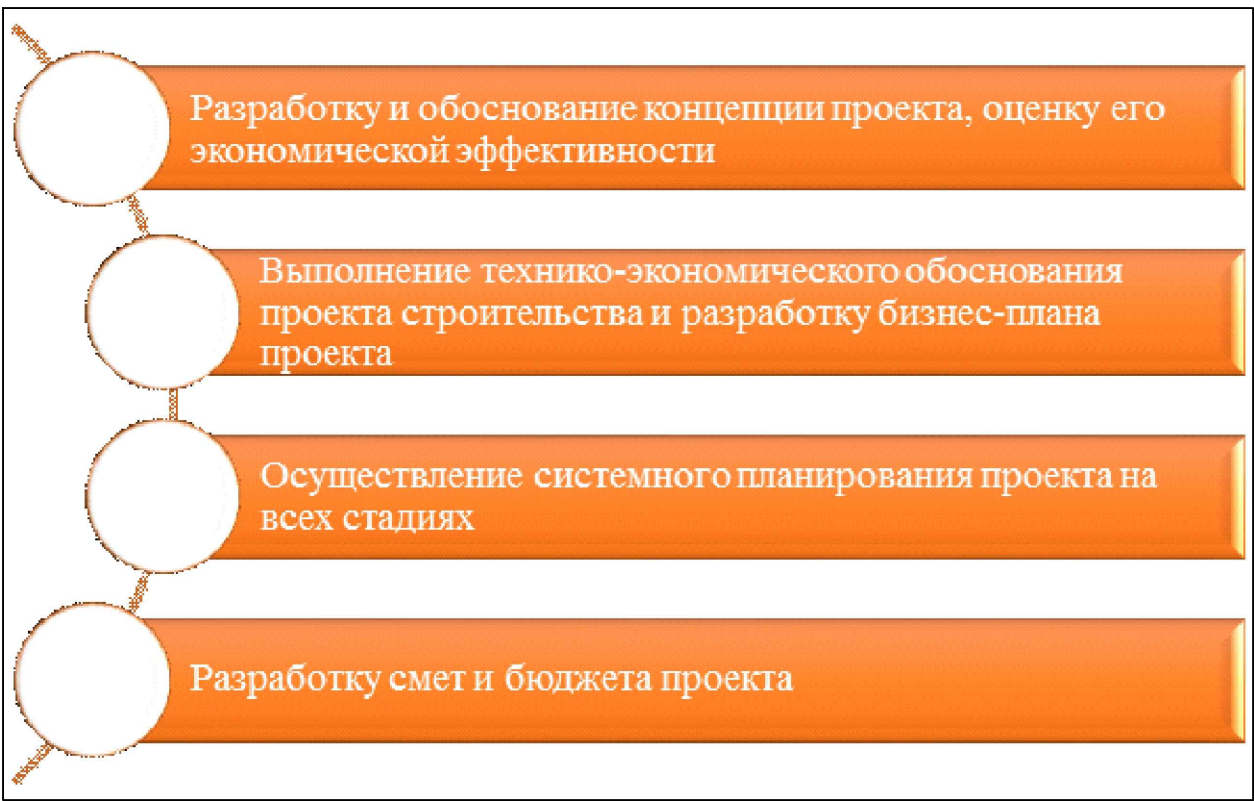 Разработку и обоснование концепции проекта, оценку его
экономической эффективности
Выполнение технико-экономического обоснования
проекта строительства и разработку бизнес-плана
проекта
Осуществление системного планирования проекта на
всех стадиях
Разработку смет и бюджета проекта